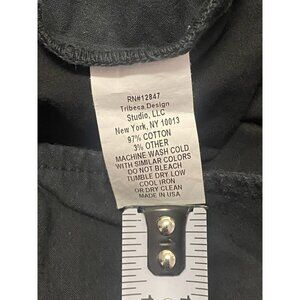 RN#12847
Tribeca Design
Studio, LLC
New York, NY 10013
97% COTTON
3% OTHER
MACHINE WASH COLD
WITH SIMILAR COLORS
DO NOT BLEACH
TUMBLE DRY LOW
COOL IRON
OR DRY CLEAN
MADE IN USA